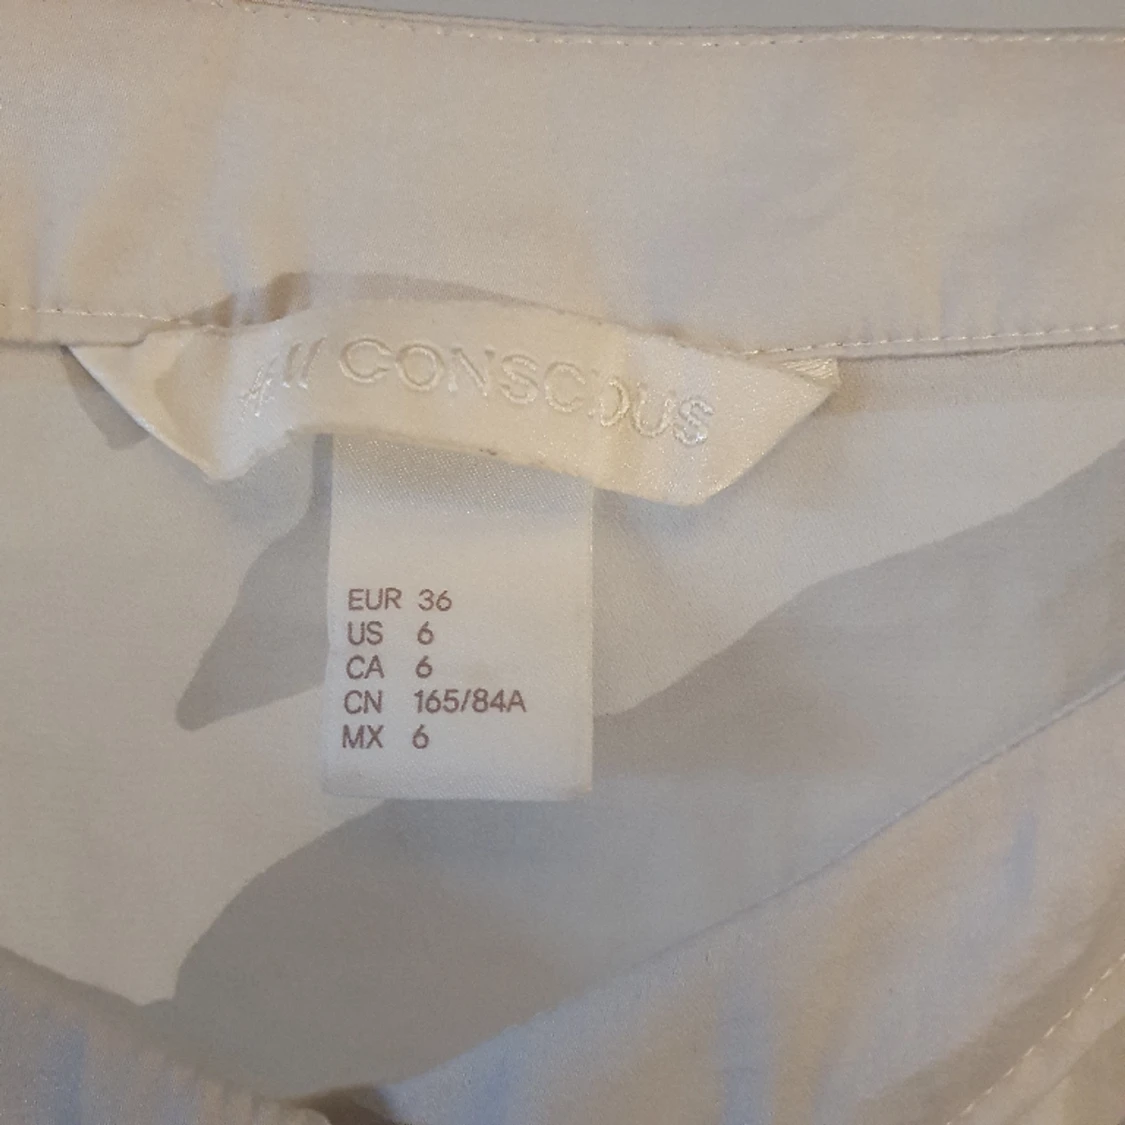 H&M CONSCIOUS
EUR 36
US 6
CA 6
CN 165/84A
MX 6